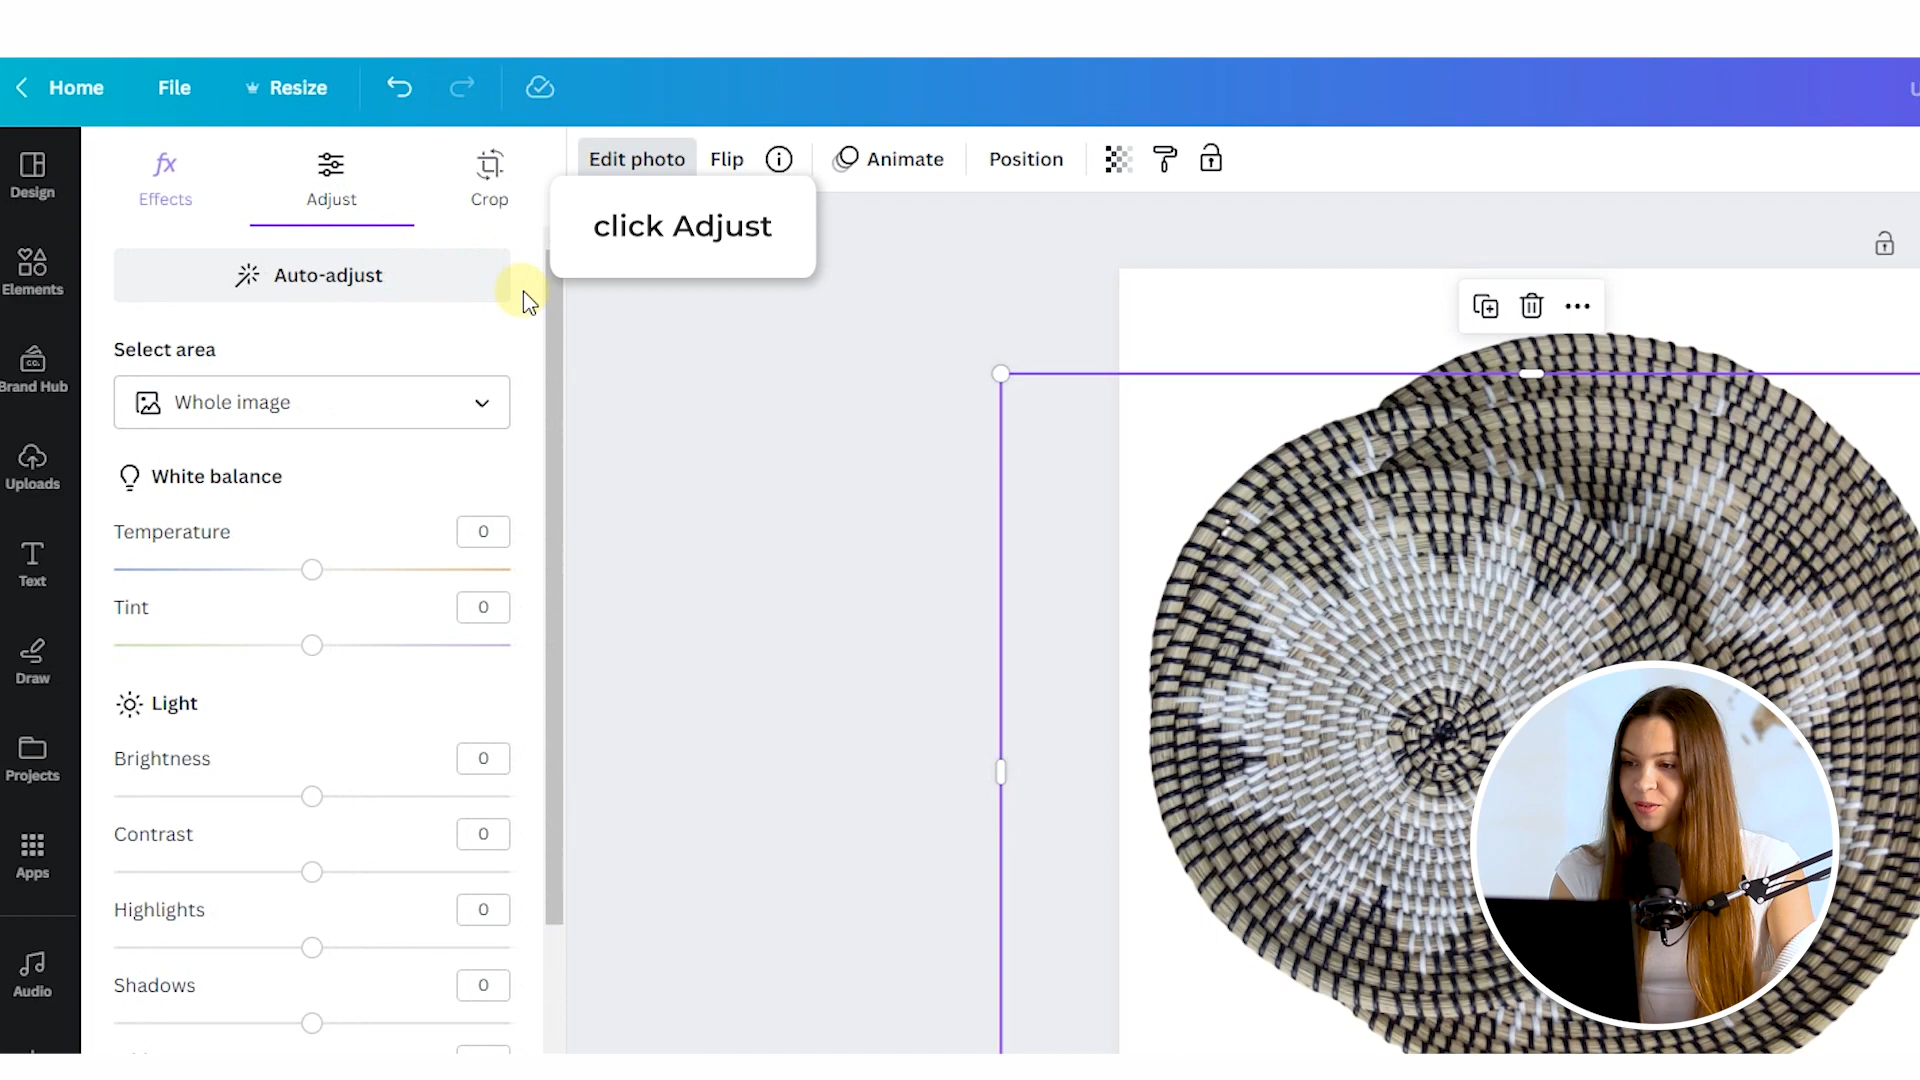 Home
File
Resize
Design
Elements
Brand Hub
Uploads
Text
Draw
Projects
Apps
Audio
fx
Effects
Adjust
Crop
Auto-adjust
Select area
Whole image
White balance
Temperature 0
Tint 0
Light
Brightness 0
Contrast 0
Highlights 0
Shadows 0
Edit photo
Flip
Animate
Position
click Adjust